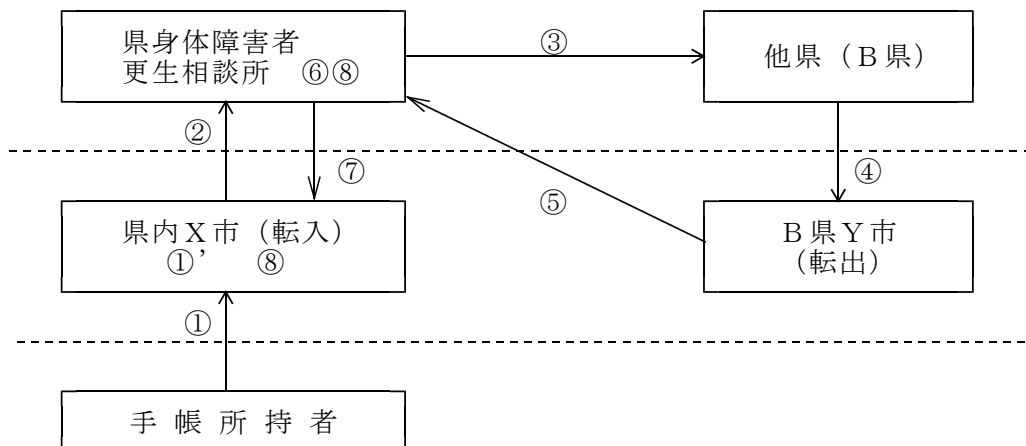 県身体障害者
更生相談所 ⑥⑧
③
他県(B県)
②
⑦
⑤
④
県内X市(転入)
①’ ⑧
B県Y市
(転出)
①
手帳所持者